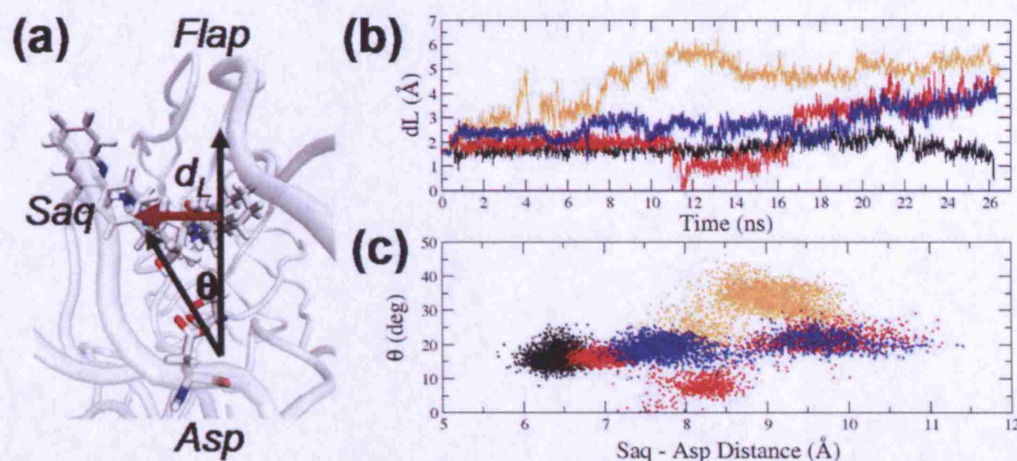 (a)
Flap
Saq
dL
θ
Asp
(b)
dL (Å)
7
6
5
4
3
2
1
0
0 2 4 6 8 10 12 14 16 18 20 22 24 26
Time (ns)
(c)
θ (deg)
50
40
30
20
10
0
5 6 7 8 9 10 11 12
Saq - Asp Distance (Å)